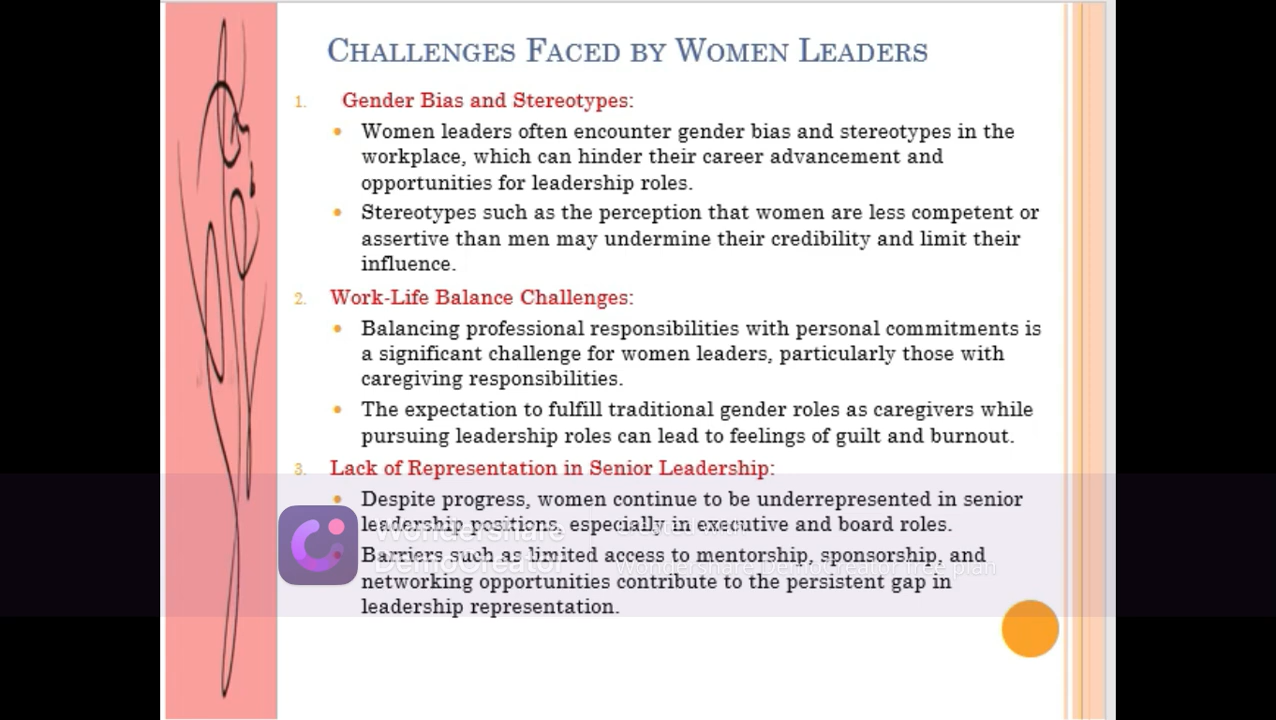 CHALLENGES FACED BY WOMEN LEADERS
1. Gender Bias and Stereotypes:
• Women leaders often encounter gender bias and stereotypes in the
workplace, which can hinder their career advancement and
opportunities for leadership roles.
• Stereotypes such as the perception that women are less competent or
assertive than men may undermine their credibility and limit their
influence.
2. Work-Life Balance Challenges:
• Balancing professional responsibilities with personal commitments is
a significant challenge for women leaders, particularly those with
caregiving responsibilities.
• The expectation to fulfill traditional gender roles as caregivers while
pursuing leadership roles can lead to feelings of guilt and burnout.
3. Lack of Representation in Senior Leadership:
• Despite progress, women continue to be underrepresented in senior
leadership positions, especially in executive and board roles.
• Barriers such as limited access to mentorship, sponsorship, and
networking opportunities contribute to the persistent gap in
leadership representation.
Wondershare
DemoCreator
Created with
Wondershare DemoCreator free plan